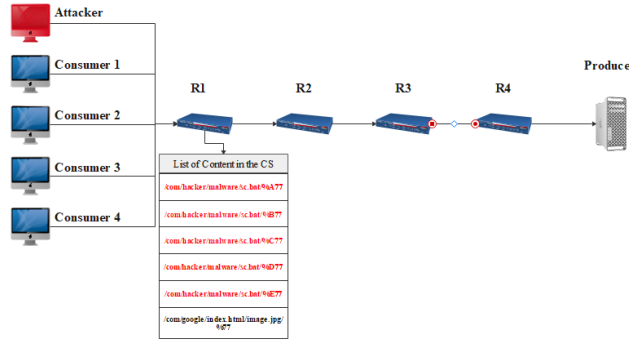 Attacker
Consumer 1
Consumer 2
Consumer 3
Consumer 4
R1
R2
R3
R4
Produce
List of Content in the CS
/com/hacker/malware/sc.bat/%A77
/com/hacker/malware/sc.bat/%B77
/com/hacker/malware/sc.bat/%C77
/com/hacker/malware/sc.bat/%D77
/com/hacker/malware/sc.bat/%E77
/com/google/index.html/image.jpg/
%77